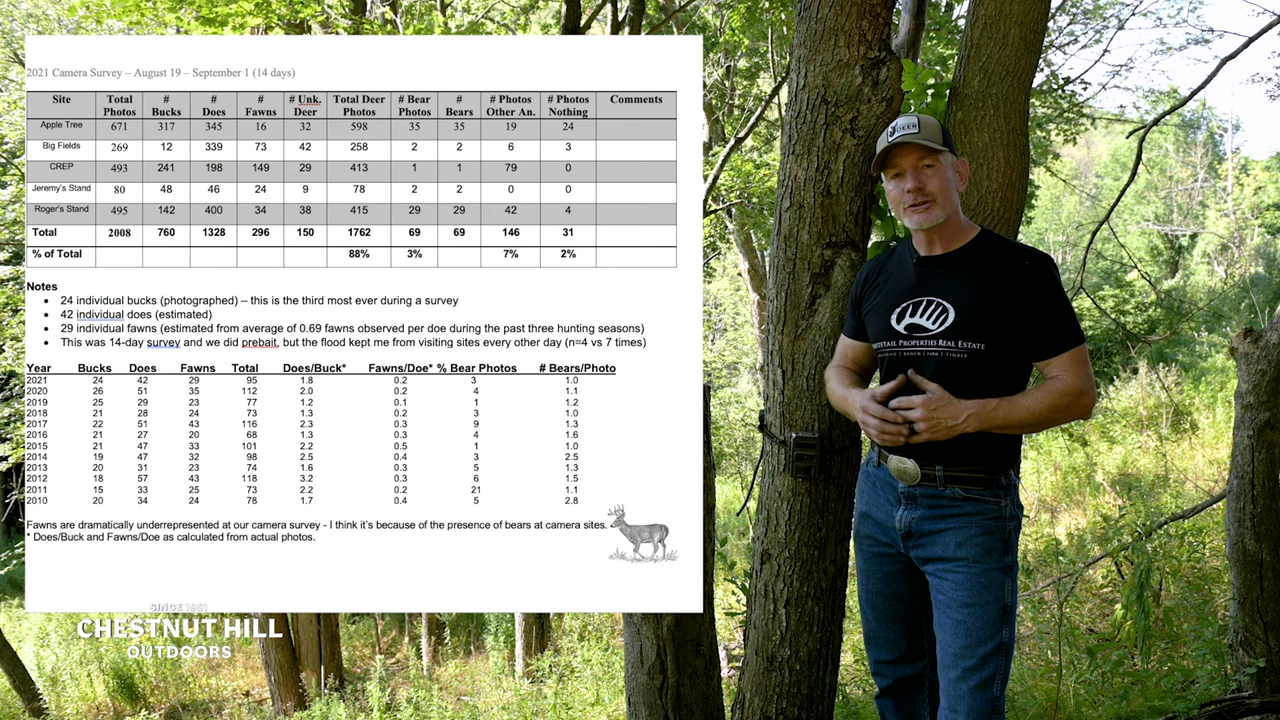 2021 Camera Survey – August 19 – September 1 (14 days)
Site Total Photos # Bucks # Does # Fawns # Unk. Deer Total Deer Photos # Bear Photos # Bears # Photos Other An. # Photos Nothing Comments
Apple Tree 671 317 345 16 32 598 35 35 19 24
Big Fields 269 12 339 73 42 258 2 2 6 3
CREP 493 241 198 149 29 413 1 1 79 0
Jeremy's Stand 80 48 46 24 9 78 2 2 0 0
Roger's Stand 495 142 400 34 38 415 29 29 42 4
Total 2008 760 1328 296 150 1762 69 69 146 31
% of Total 88% 3% 7% 2%
Notes
• 24 individual bucks (photographed) – this is the third most ever during a survey
• 42 individual does (estimated)
• 29 individual fawns (estimated from average of 0.69 fawns observed per doe during the past three hunting seasons)
• This was 14-day survey and we did prebait, but the flood kept me from visiting sites every other day (n=4 vs 7 times)
Year Bucks Does Fawns Total Does/Buck* Fawns/Doe* % Bear Photos # Bears/Photo
2021 24 42 29 95 1.8 0.2 3 1.0
2020 26 51 35 112 2.0 0.2 4 1.1
2019 25 29 23 77 1.2 0.1 1 1.2
2018 21 28 24 73 1.3 0.2 3 1.0
2017 22 51 43 116 2.3 0.3 9 1.3
2016 21 27 20 68 1.3 0.3 4 1.6
2015 21 47 33 101 2.2 0.5 1 1.0
2014 19 47 32 98 2.5 0.4 3 2.5
2013 20 31 23 74 1.6 0.3 5 1.3
2012 18 57 43 118 3.2 0.3 6 1.5
2011 15 33 25 73 2.2 0.2 21 1.1
2010 20 34 24 78 1.7 0.4 5 2.8
Fawns are dramatically underrepresented at our camera survey - I think it's because of the presence of bears at camera sites.
* Does/Buck and Fawns/Doe as calculated from actual photos.
SINCE 1981
CHESTNUT HILL
OUTDOORS
DEER
PROPERTIES REAL ESTATE
RANCH | FARM | TIMBER